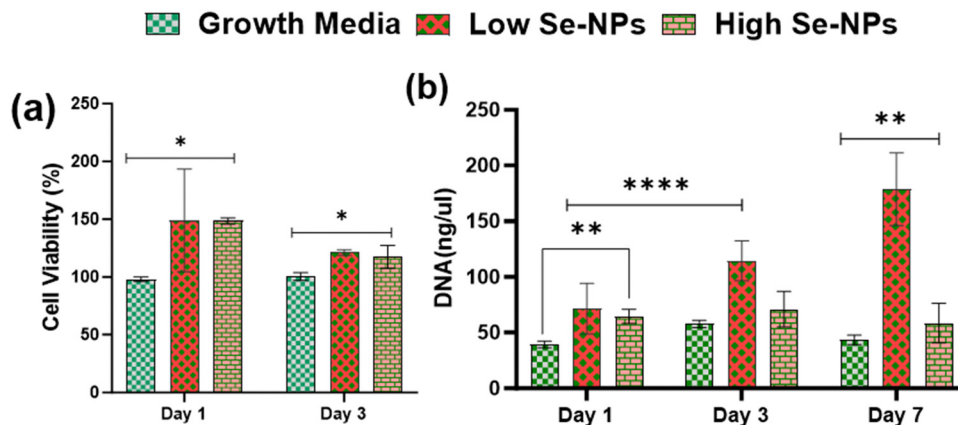 Growth Media Low Se-NPs High Se-NPs
(a)
Cell Viability (%)
250
200
150
100
50
0
*
*
Day 1 Day 3
(b)
DNA(ng/ul)
250
200
150
100
50
0
**
****
**
Day 1 Day 3 Day 7